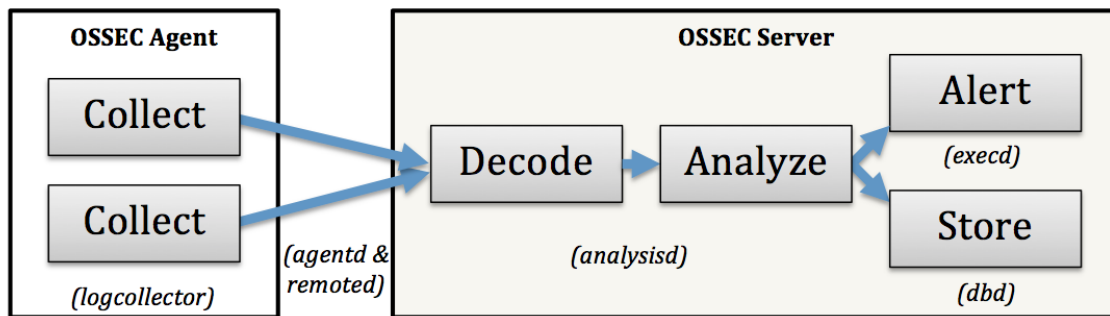 OSSEC Agent
Collect
Collect
(logcollector)
(agentd &
remoted)
OSSEC Server
Decode
Analyze
(analysisd)
Alert
(execd)
Store
(dbd)